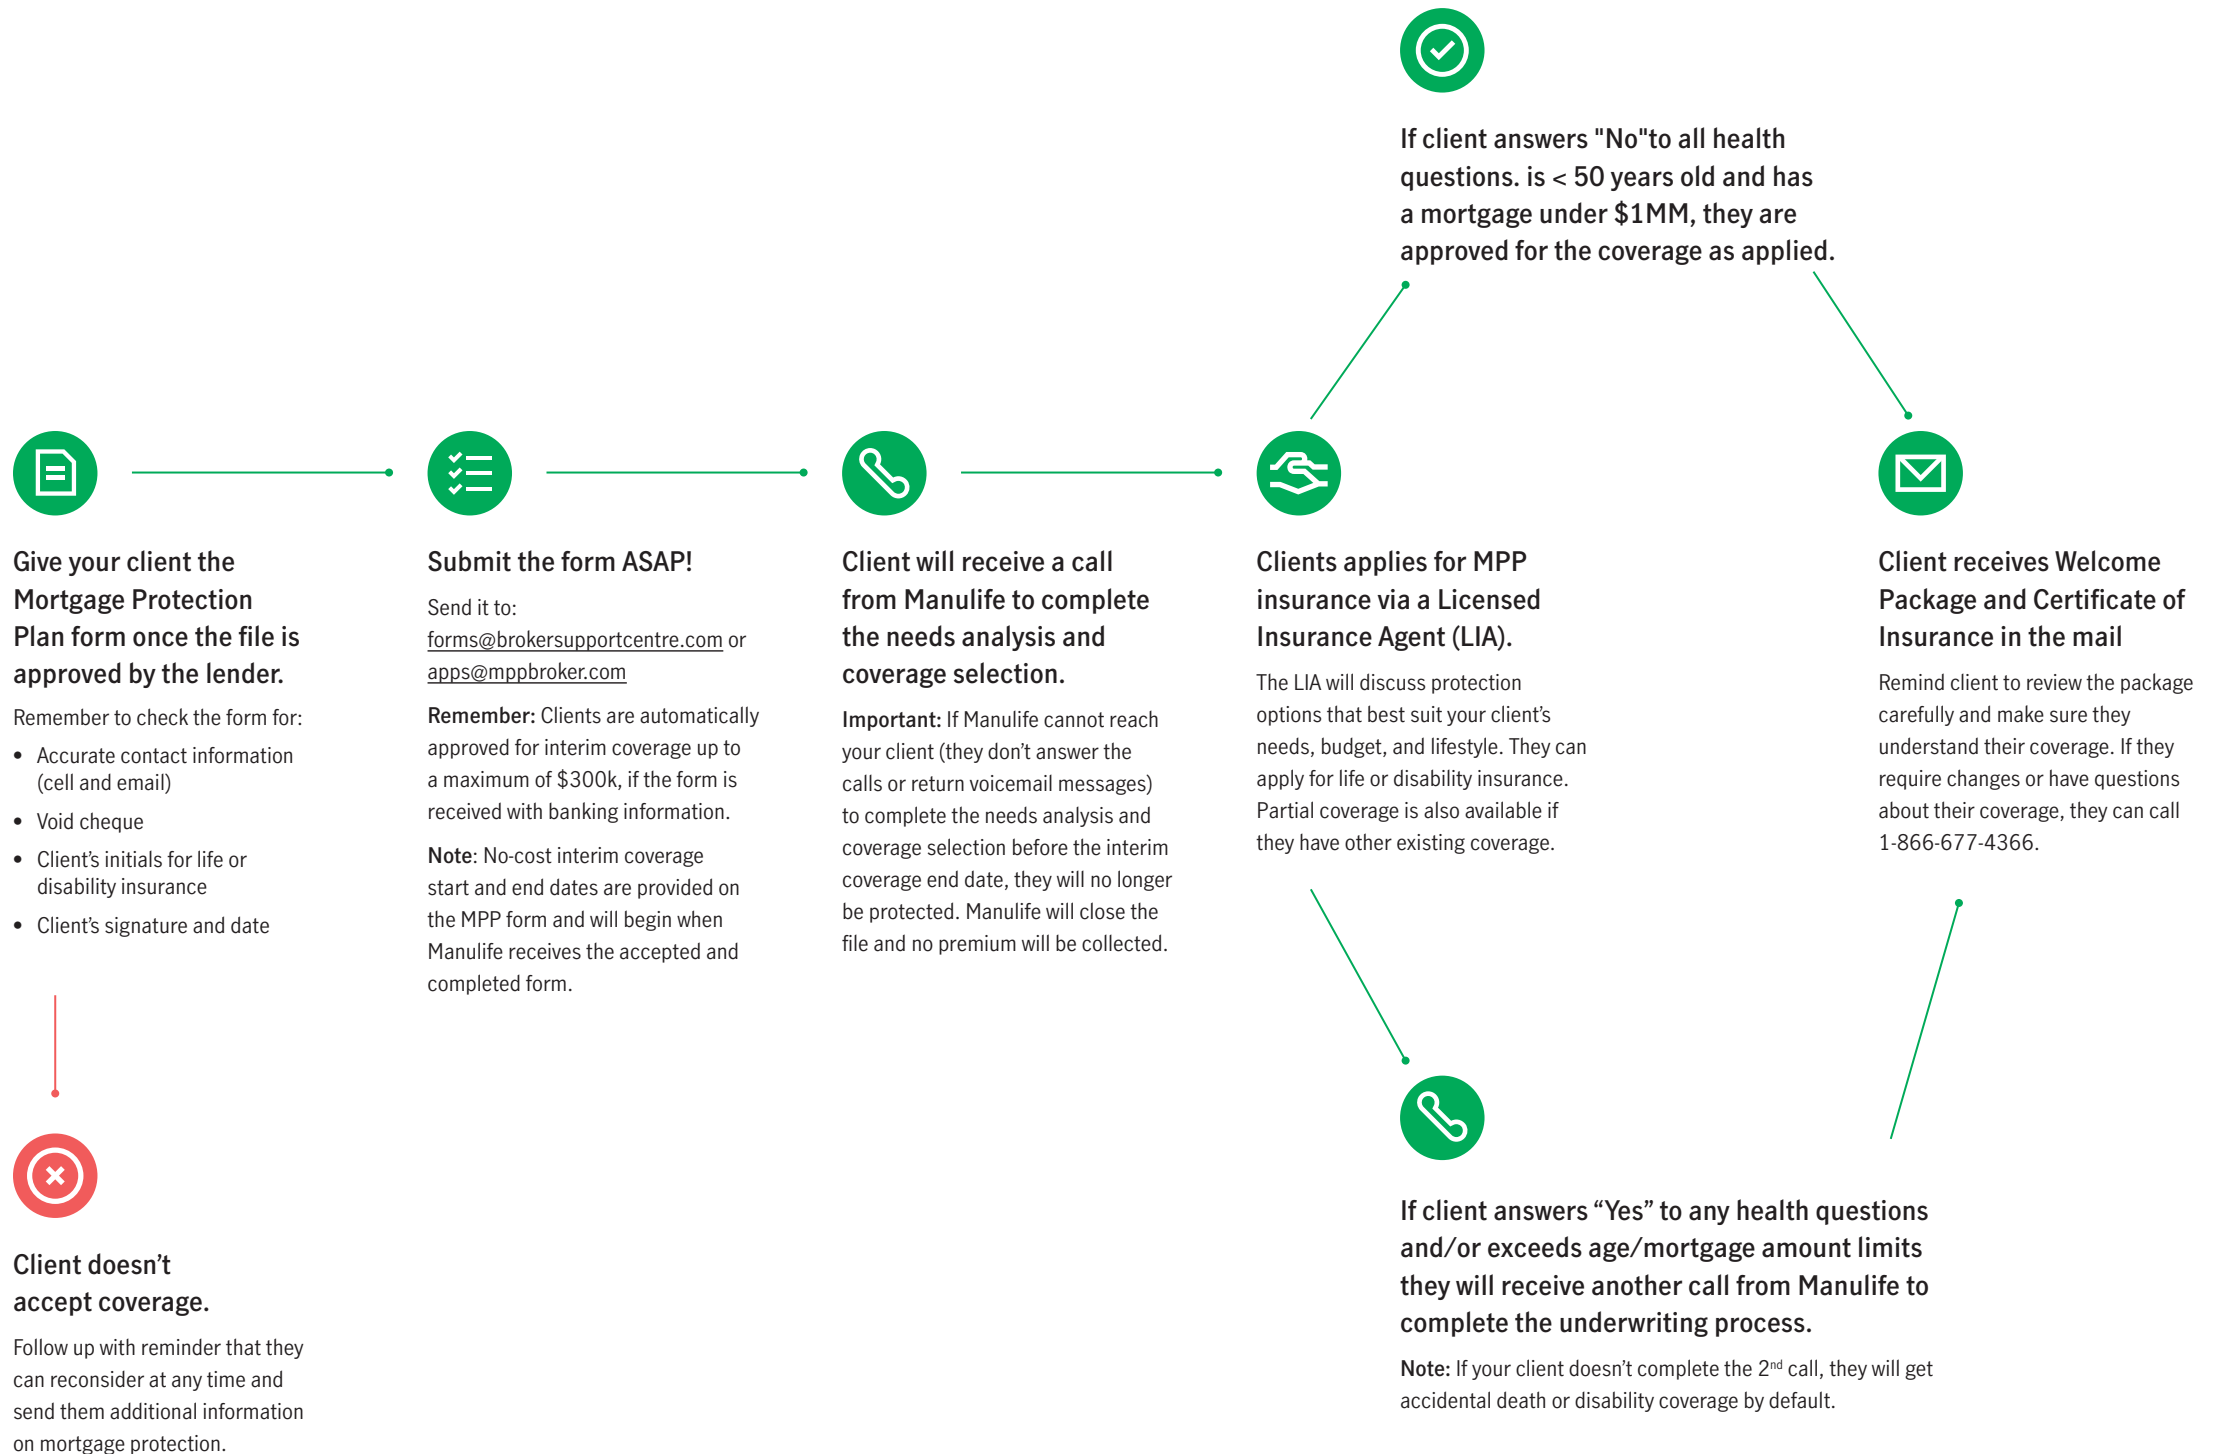 Give your client the
Mortgage Protection
Plan form once the file is
approved by the lender.
Remember to check the form for:
• Accurate contact information
(cell and email)
• Void cheque
• Client’s initials for life or
disability insurance
• Client’s signature and date
Client doesn’t
accept coverage.
Follow up with reminder that they
can reconsider at any time and
send them additional information
on mortgage protection.
Submit the form ASAP!
Send it to:
forms@brokersupportcentre.com or
apps@mppbroker.com
Remember: Clients are automatically
approved for interim coverage up to
a maximum of $300k, if the form is
received with banking information.
Note: No-cost interim coverage
start and end dates are provided on
the MPP form and will begin when
Manulife receives the accepted and
completed form.
Client will receive a call
from Manulife to complete
the needs analysis and
coverage selection.
Important: If Manulife cannot reach
your client (they don’t answer the
calls or return voicemail messages)
to complete the needs analysis and
coverage selection before the interim
coverage end date, they will no longer
be protected. Manulife will close the
file and no premium will be collected.
Clients applies for MPP
insurance via a Licensed
Insurance Agent (LIA).
The LIA will discuss protection
options that best suit your client’s
needs, budget, and lifestyle. They can
apply for life or disability insurance.
Partial coverage is also available if
they have other existing coverage.
If client answers "No"to all health
questions. is < 50 years old and has
a mortgage under $1MM, they are
approved for the coverage as applied.
If client answers “Yes” to any health questions
and/or exceeds age/mortgage amount limits
they will receive another call from Manulife to
complete the underwriting process.
Note: If your client doesn’t complete the 2nd call, they will get
accidental death or disability coverage by default.
Client receives Welcome
Package and Certificate of
Insurance in the mail
Remind client to review the package
carefully and make sure they
understand their coverage. If they
require changes or have questions
about their coverage, they can call
1-866-677-4366.